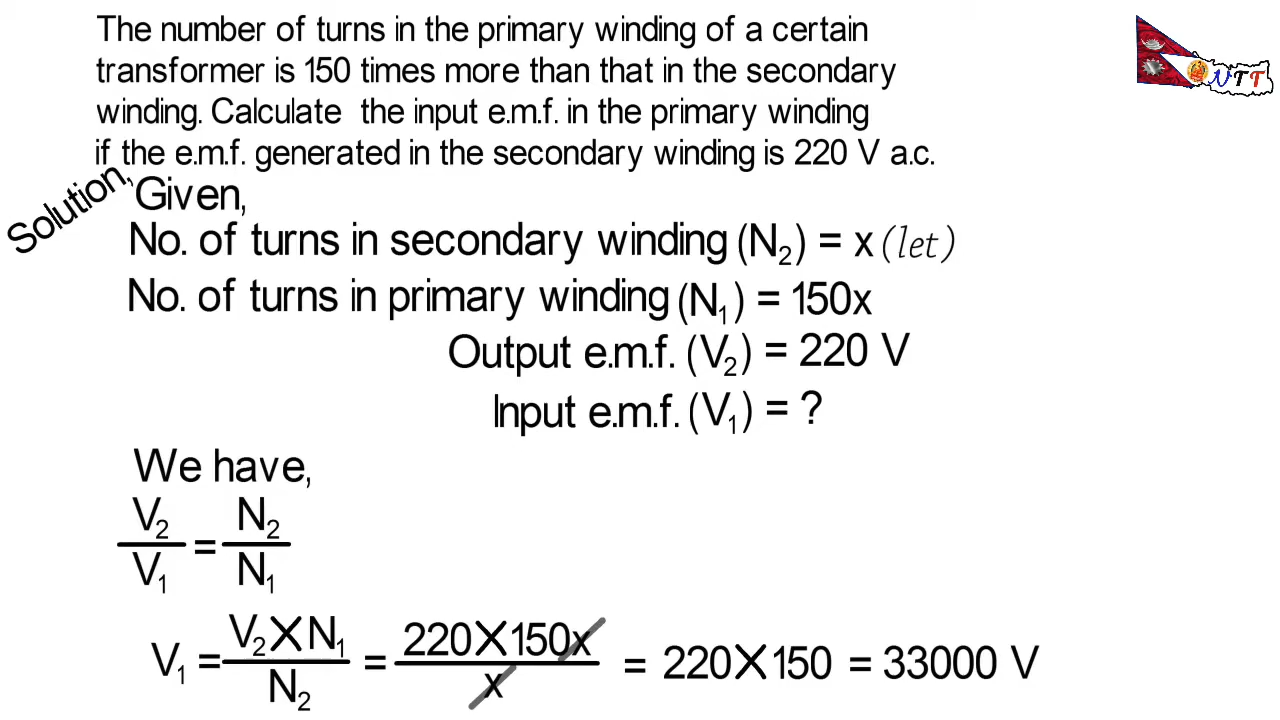 The number of turns in the primary winding of a certain
transformer is 150 times more than that in the secondary
winding. Calculate the input e.m.f. in the primary winding
if the e.m.f. generated in the secondary winding is 220 V a.c.
Solution,
Given,
No. of turns in secondary winding (N₂) = x (let)
No. of turns in primary winding (N₁) = 150x
Output e.m.f. (V₂) = 220 V
Input e.m.f. (V₁) = ?
We have,
V₂/V₁ = N₂/N₁
V₁ = V₂×N₁/N₂ = 220×150x/x = 220×150 = 33000 V
NTT